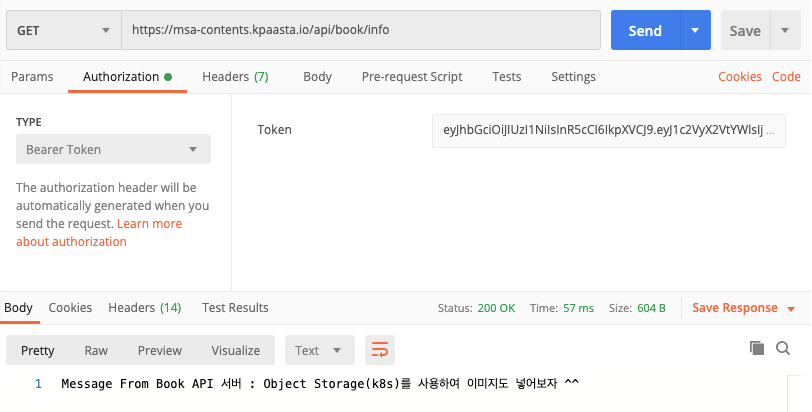 GET https://msa-contents.kpaasta.io/api/book/info Send Save
Params Authorization Headers (7) Body Pre-request Script Tests Settings Cookies Code
TYPE
Bearer Token
The authorization header will be
automatically generated when you
send the request. Learn more
about authorization
Token eyJhbGciOiJIUzI1NiIsInR5cCI6IkpXVCJ9.eyJ1c2VyX2VtYWlsIj ...
Body Cookies Headers (14) Test Results Status: 200 OK Time: 57 ms Size: 604 B Save Response
Pretty Raw Preview Visualize Text
1 Message From Book API 서버 : Object Storage(k8s)를 사용하여 이미지도 넣어보자 ^^